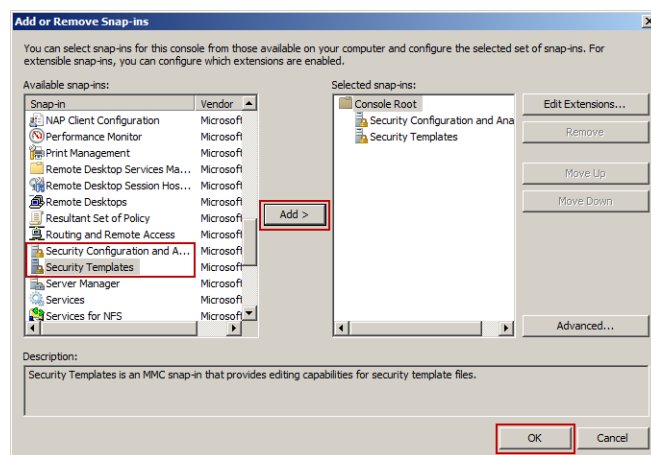 Add or Remove Snap-ins
You can select snap-ins for this console from those available on your computer and configure the selected set of snap-ins. For
extensible snap-ins, you can configure which extensions are enabled.
Available snap-ins:
Snap-in Vendor
NAP Client Configuration Microsoft
Performance Monitor Microsoft
Print Management Microsoft
Remote Desktop Services Ma... Microsoft
Remote Desktop Session Hos... Microsoft
Remote Desktops Microsoft
Resultant Set of Policy Microsoft
Routing and Remote Access Microsoft
Security Configuration and A... Microsoft
Security Templates Microsoft
Server Manager Microsoft
Services Microsoft
Services for NFS Microsoft
Add >
Selected snap-ins:
Console Root
Security Configuration and Ana
Security Templates
Edit Extensions...
Remove
Move Up
Move Down
Advanced...
Description:
Security Templates is an MMC snap-in that provides editing capabilities for security template files.
OK Cancel